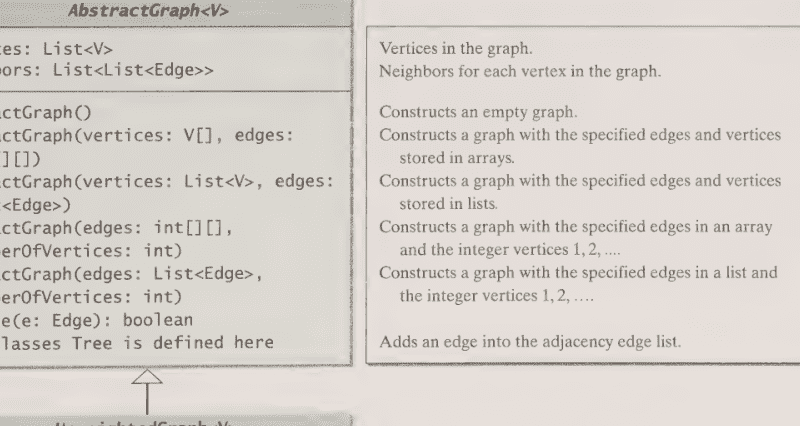 AbstractGraph<V>
es: List<V>
ors: List<List<Edge>>
ctGraph()
ctGraph(vertices: V[], edges:
][])
ctGraph(vertices: List<V>, edges:
<Edge>)
ctGraph(edges: int[][],
erOfVertices: int)
ctGraph(edges: List<Edge>,
erOfVertices: int)
e(e: Edge): boolean
lasses Tree is defined here
Vertices in the graph.
Neighbors for each vertex in the graph.
Constructs an empty graph.
Constructs a graph with the specified edges and vertices
stored in arrays.
Constructs a graph with the specified edges and vertices
stored in lists.
Constructs a graph with the specified edges in an array
and the integer vertices 1, 2, ....
Constructs a graph with the specified edges in a list and
the integer vertices 1, 2, ....
Adds an edge into the adjacency edge list.